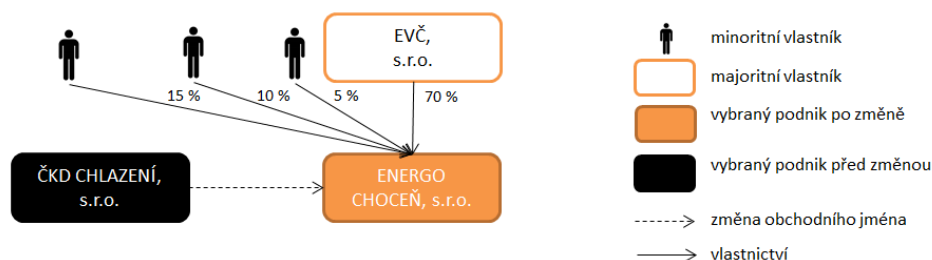 EVČ,
s.r.o.
15 %
10 %
5 %
70 %
ČKD CHLAZENÍ,
s.r.o.
ENERGO
CHOCEŇ, s.r.o.
minoritní vlastník
majoritní vlastník
vybraný podnik po změně
vybraný podnik před změnou
změna obchodního jména
vlastnictví